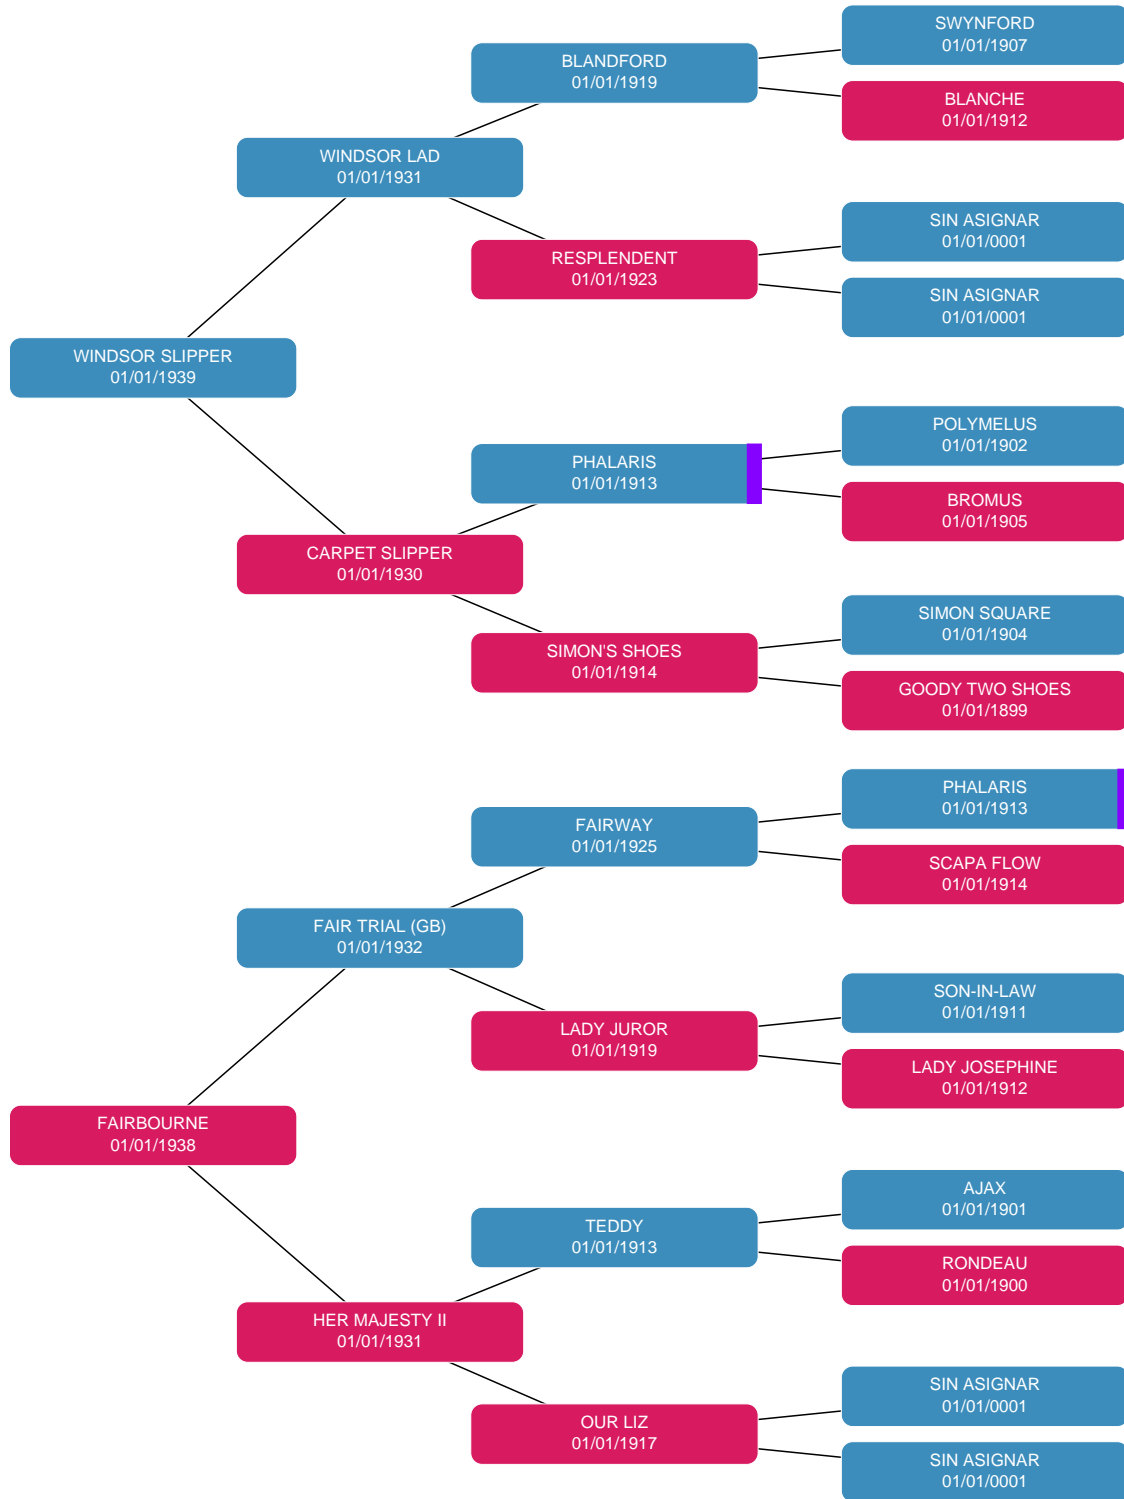 SWYNFORD
01/01/1907
BLANDFORD
01/01/1919
BLANCHE
01/01/1912
WINDSOR LAD
01/01/1931
SIN ASIGNAR
01/01/0001
RESPLENDENT
01/01/1923
SIN ASIGNAR
01/01/0001
WINDSOR SLIPPER
01/01/1939
POLYMELUS
01/01/1902
PHALARIS
01/01/1913
BROMUS
01/01/1905
CARPET SLIPPER
01/01/1930
SIMON SQUARE
01/01/1904
SIMON'S SHOES
01/01/1914
GOODY TWO SHOES
01/01/1899
PHALARIS
01/01/1913
FAIRWAY
01/01/1925
SCAPA FLOW
01/01/1914
FAIR TRIAL (GB)
01/01/1932
SON-IN-LAW
01/01/1911
LADY JUROR
01/01/1919
LADY JOSEPHINE
01/01/1912
FAIRBOURNE
01/01/1938
AJAX
01/01/1901
TEDDY
01/01/1913
RONDEAU
01/01/1900
HER MAJESTY II
01/01/1931
SIN ASIGNAR
01/01/0001
OUR LIZ
01/01/1917
SIN ASIGNAR
01/01/0001